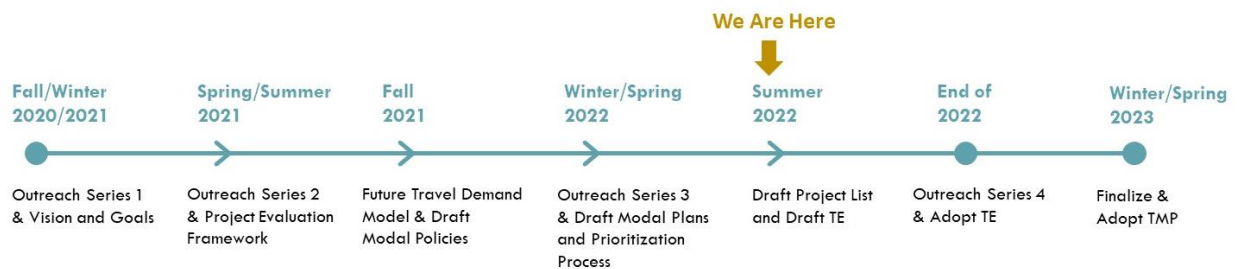 We Are Here
Fall/Winter
2020/2021
Outreach Series 1
& Vision and Goals
Spring/Summer
2021
Outreach Series 2
& Project Evaluation
Framework
Fall
2021
Future Travel Demand
Model & Draft
Modal Policies
Winter/Spring
2022
Outreach Series 3
& Draft Modal Plans
and Prioritization
Process
Summer
2022
Draft Project List
and Draft TE
End of
2022
Outreach Series 4
& Adopt TE
Winter/Spring
2023
Finalize &
Adopt TMP